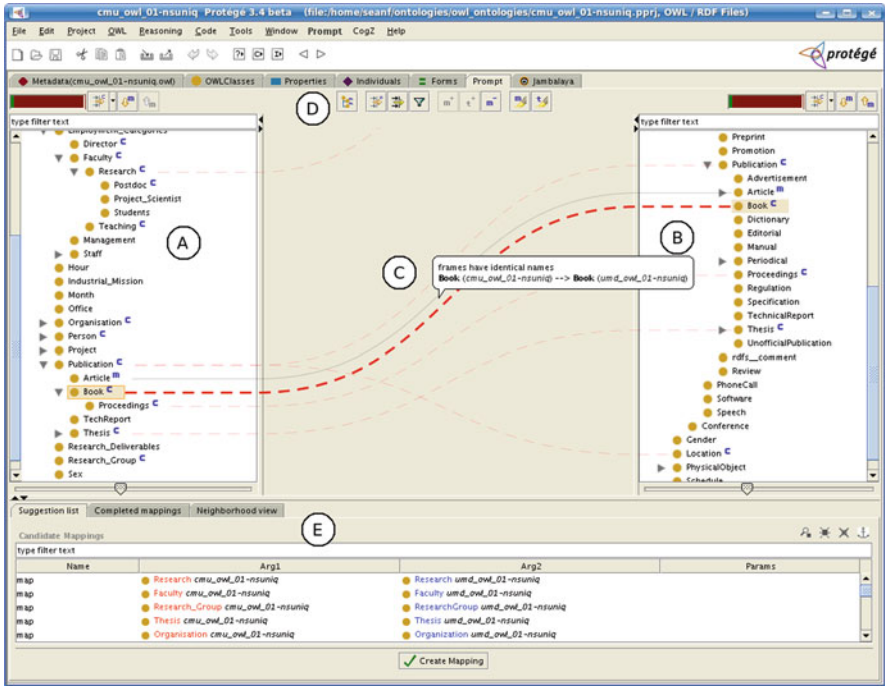 cmu_owl_01-nsuniq Protégé 3.4 beta (file:/home/seanf/ontologies/owl_ontologies/cmu_owl_01-nsuniq.pprj, OWL / RDF Files)
File Edit Project OWL Reasoning Code Tools Window Prompt CogZ Help
protégé
Metadata(cmu_owl_01-nsuniq.owl) OWLClasses Properties Individuals Forms Prompt Jambalaya
D
type filter text
Employment_Categories
Director C
Faculty C
Research C
Postdoc C
Project_Scientist
Students
Teaching C
Management
Staff
Hour
Industrial_Mission
Month
Office
Organisation C
Person C
Project
Publication C
Article m
Book C
Proceedings C
TechReport
Thesis C
Research_Deliverables
Research_Group C
Sex
A
C
frames have identical names
Book (cmu_owl_01-nsuniq) --> Book (umd_owl_01-nsuniq)
type filter text
Preprint
Promotion
Publication C
Advertisement
Article m
Book C
Dictionary
Editorial
Manual
Periodical
Proceedings C
Regulation
Specification
TechnicalReport
Thesis C
UnofficialPublication
rdfs__comment
Review
PhoneCall
Software
Speech
Conference
Gender
Location C
PhysicalObject
Schedule
B
Suggestion list Completed mappings Neighborhood view
E
Candidate Mappings
type filter text
Name Arg1 Arg2 Params
map Research cmu_owl_01-nsuniq Research umd_owl_01-nsuniq
map Faculty cmu_owl_01-nsuniq Faculty umd_owl_01-nsuniq
map Research_Group cmu_owl_01-nsuniq ResearchGroup umd_owl_01-nsuniq
map Thesis cmu_owl_01-nsuniq Thesis umd_owl_01-nsuniq
map Organisation cmu_owl_01-nsuniq Organization umd_owl_01-nsuniq
Create Mapping